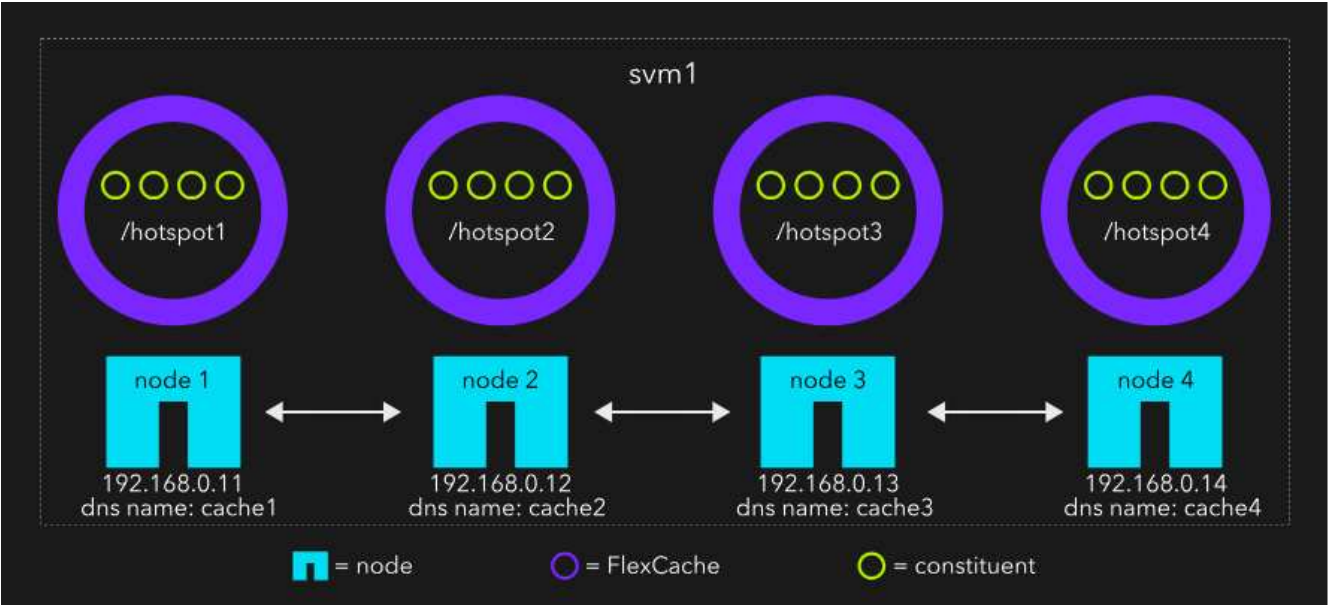 svm1
/hotspot1
/hotspot2
/hotspot3
/hotspot4
node 1
node 2
node 3
node 4
192.168.0.11
dns name: cache1
192.168.0.12
dns name: cache2
192.168.0.13
dns name: cache3
192.168.0.14
dns name: cache4
= node
= FlexCache
= constituent